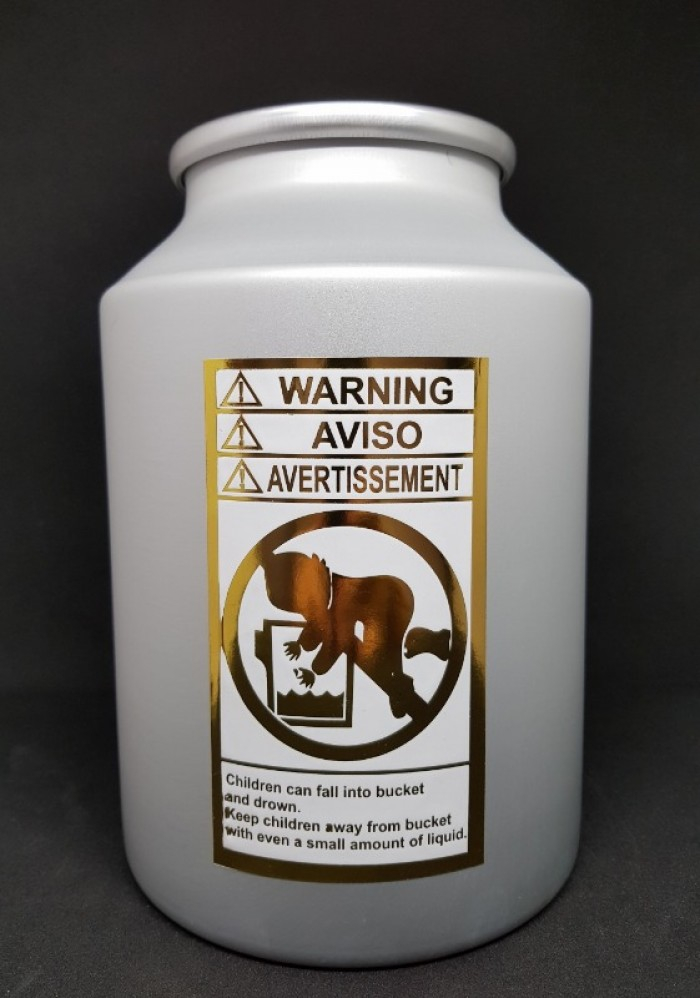 WARNING
AVISO
AVERTISSEMENT
Children can fall into bucket
and drown.
Keep children away from bucket
with even a small amount of liquid.